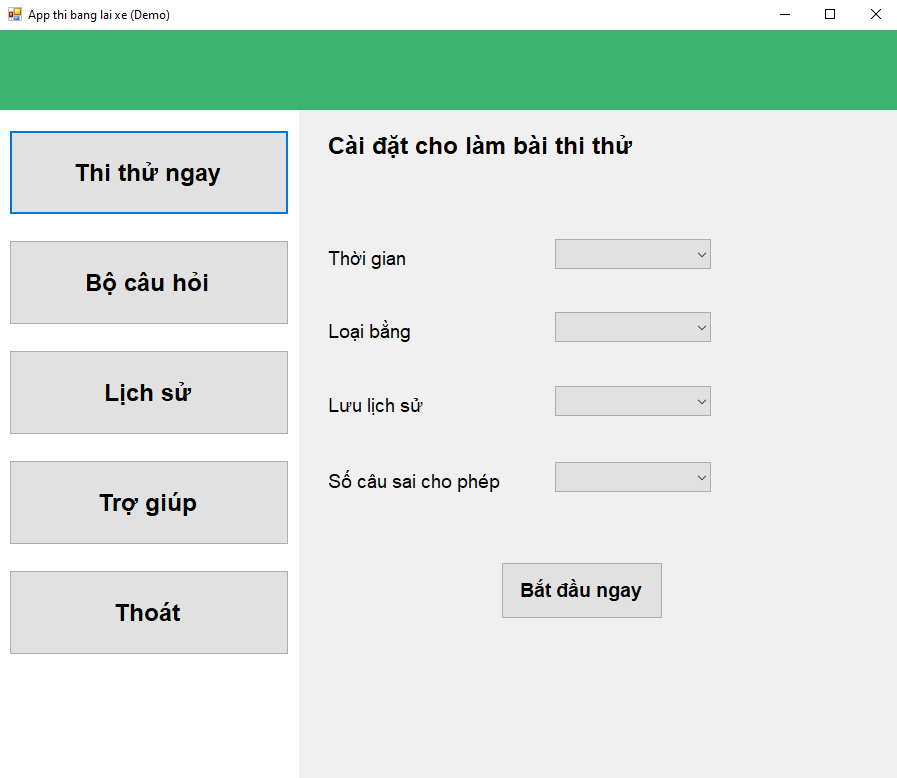 App thi bang lai xe (Demo)
Thi thử ngay
Bộ câu hỏi
Lịch sử
Trợ giúp
Thoát
Cài đặt cho làm bài thi thử
Thời gian
Loại bằng
Lưu lịch sử
Số câu sai cho phép
Bắt đầu ngay